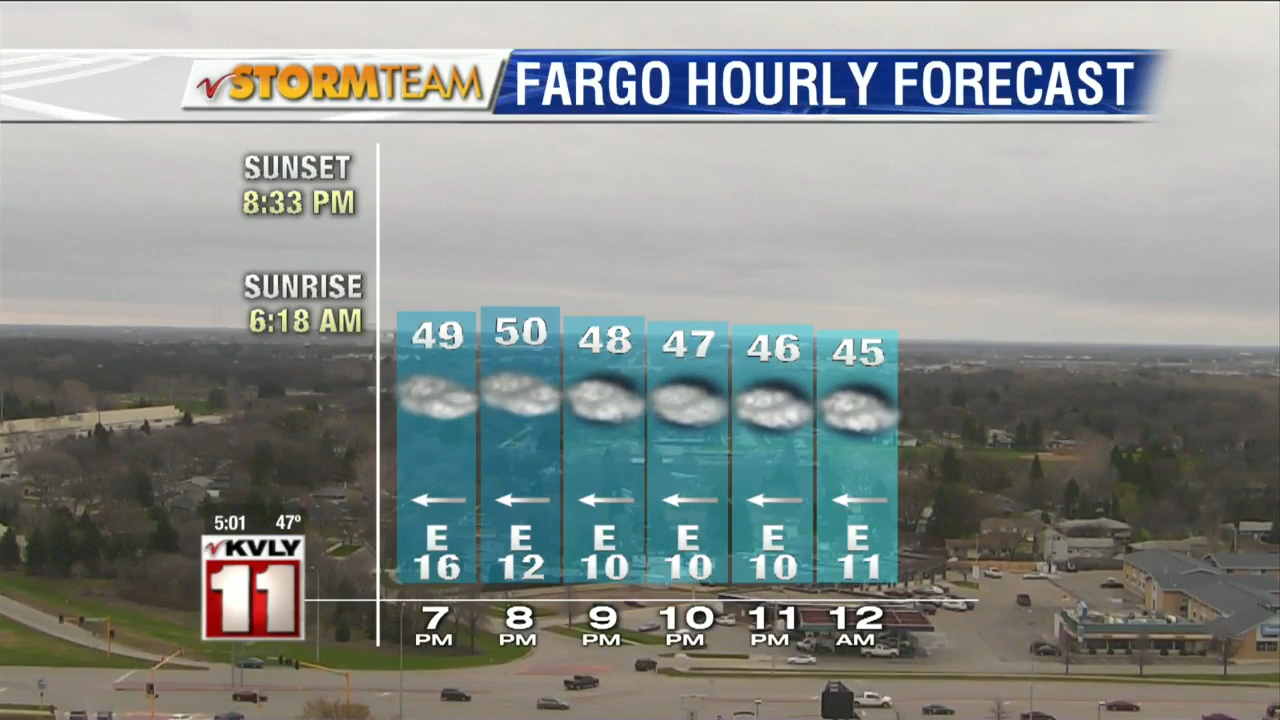 STORMTEAM FARGO HOURLY FORECAST
SUNSET
8:33 PM
SUNRISE
6:18 AM
49 50 48 47 46 45
E E E E E E
16 12 10 10 10 11
7 8 9 10 11 12
PM PM PM PM PM AM
5:01 47º
KVLY
11